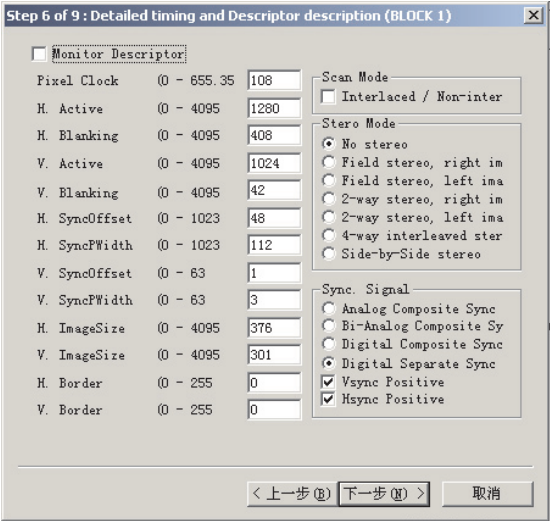 Step 6 of 9 : Detailed timing and Descriptor description (BLOCK 1)
Monitor Descriptor
Pixel Clock (0 - 655.35 108
H. Active (0 - 4095 1280
H. Blanking (0 - 4095 408
V. Active (0 - 4095 1024
V. Blanking (0 - 4095 42
H. SyncOffset (0 - 1023 48
H. SyncPWidth (0 - 1023 112
V. SyncOffset (0 - 63 1
V. SyncPWidth (0 - 63 3
H. ImageSize (0 - 4095 376
V. ImageSize (0 - 4095 301
H. Border (0 - 255 0
V. Border (0 - 255 0
Scan Mode
Interlaced / Non-inter
Stero Mode
No stereo
Field stereo, right im
Field stereo, left ima
2-way stereo, right im
2-way stereo, left ima
4-way interleaved ster
Side-by-Side stereo
Sync. Signal
Analog Composite Sync
Bi-Analog Composite Sy
Digital Composite Sync
Digital Separate Sync
Vsync Positive
Hsync Positive
< 上一步(B) 下一步(N) > 取消